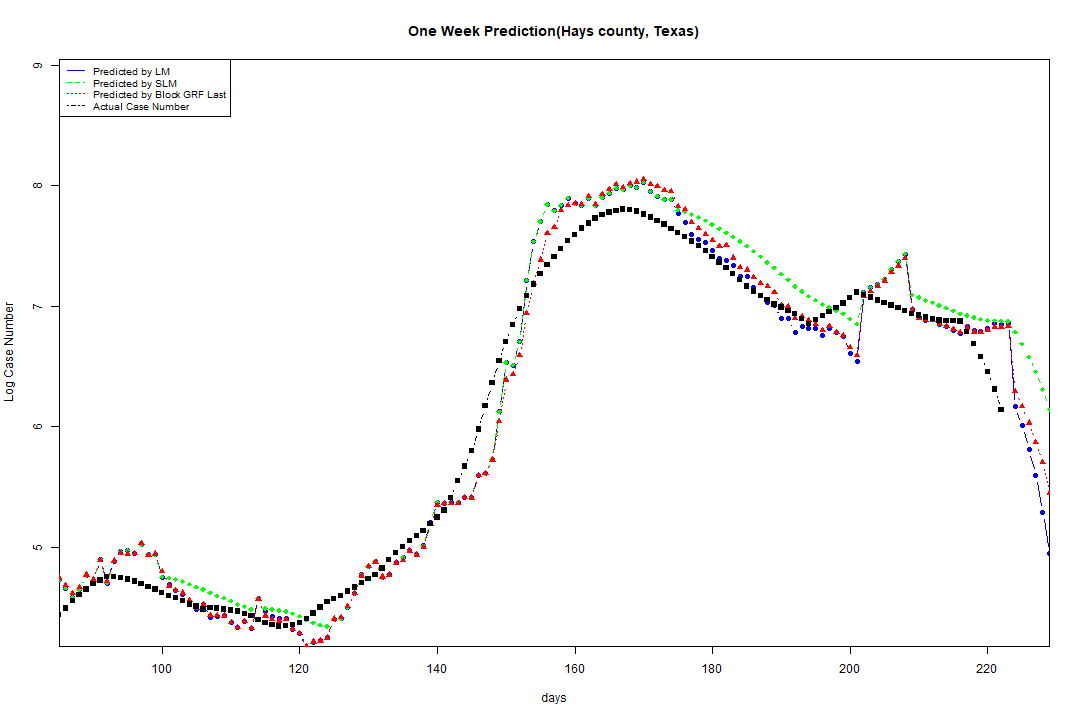 One Week Prediction(Hays county, Texas)
Predicted by LM
Predicted by SLM
Predicted by Block GRF Last
Actual Case Number
Log Case Number
9
8
7
6
5
100 120 140 160 180 200 220
days